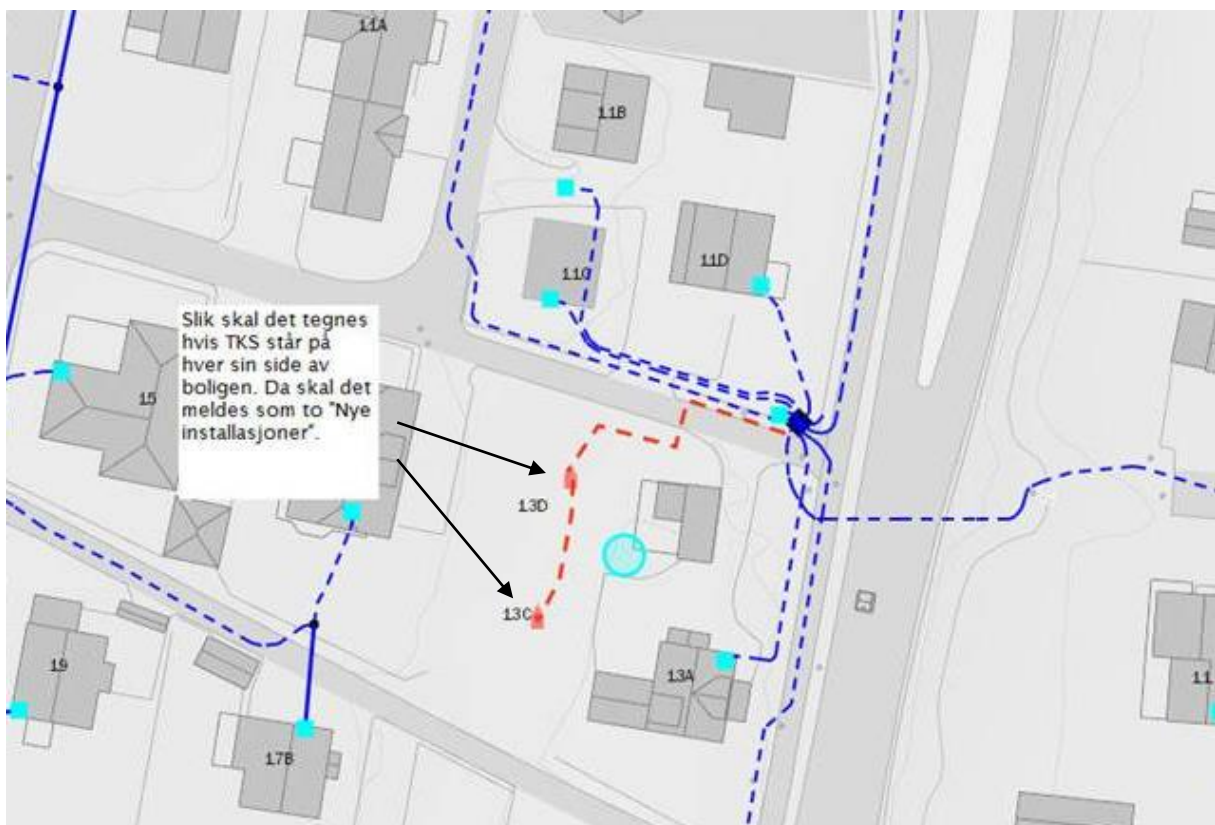 11A
11B
11C
11D
Slik skal det tegnes
hvis TKS står på
hver sin side av
boligen. Da skal det
meldes som to "Nye
installasjoner".
15
13D
13C
13A
19
17B
11